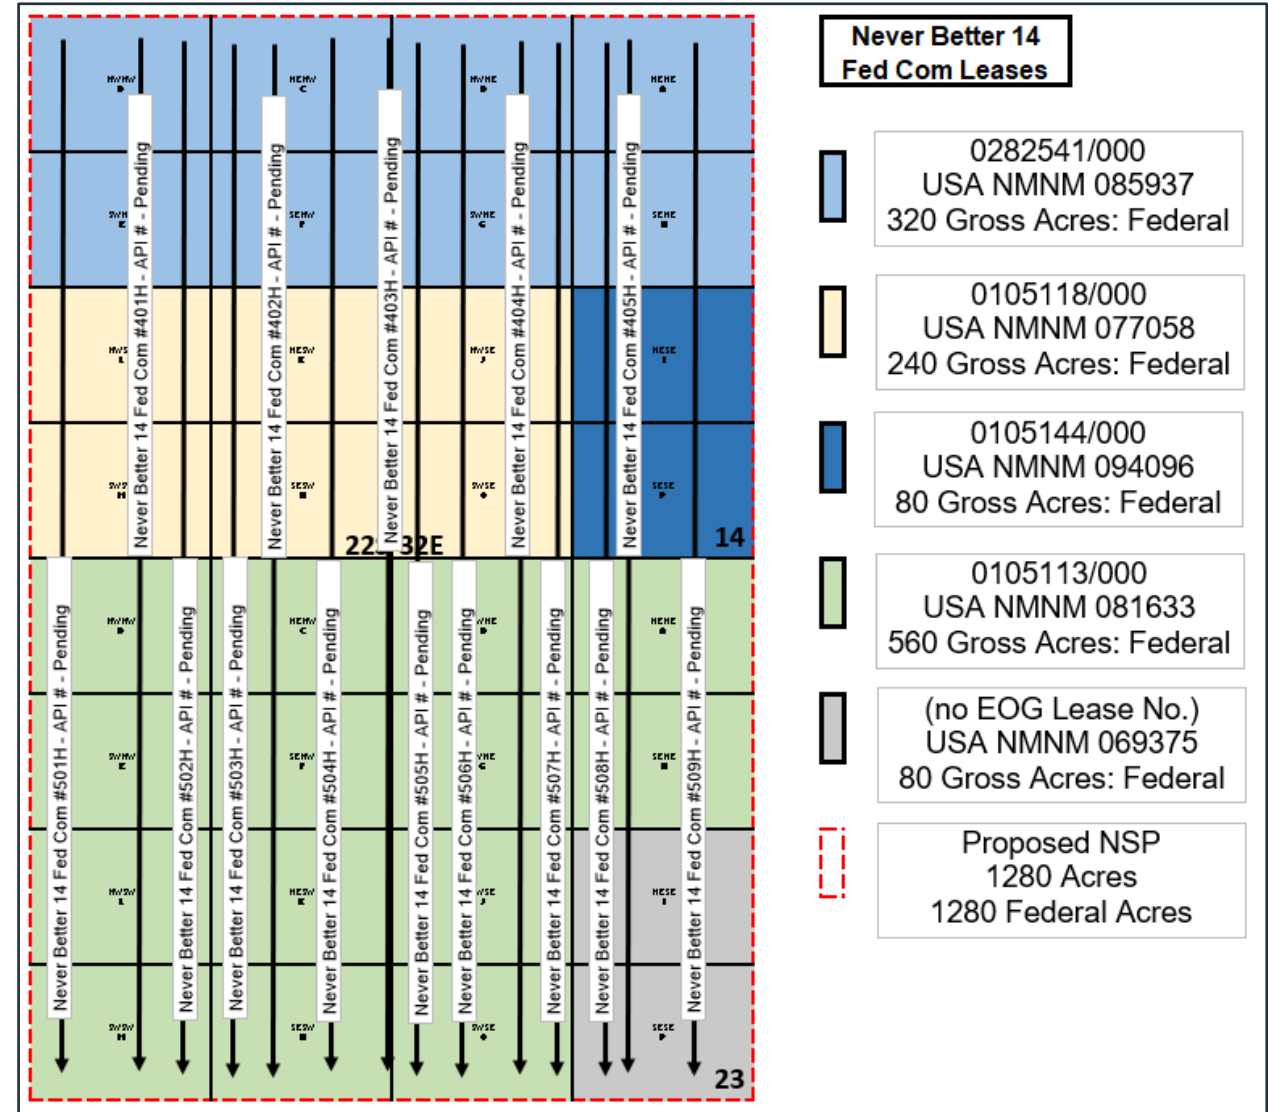 Never Better 14
Fed Com Leases
0282541/000
USA NMNM 085937
320 Gross Acres: Federal
0105118/000
USA NMNM 077058
240 Gross Acres: Federal
0105144/000
USA NMNM 094096
80 Gross Acres: Federal
0105113/000
USA NMNM 081633
560 Gross Acres: Federal
(no EOG Lease No.)
USA NMNM 069375
80 Gross Acres: Federal
Proposed NSP
1280 Acres
1280 Federal Acres
Never Better 14 Fed Com #401H - API # - Pending
Never Better 14 Fed Com #402H - API # - Pending
Never Better 14 Fed Com #403H - API # - Pending
Never Better 14 Fed Com #404H - API # - Pending
Never Better 14 Fed Com #405H - API # - Pending
14
32E
Never Better 14 Fed Com #501H - API # - Pending
Never Better 14 Fed Com #502H - API # - Pending
Never Better 14 Fed Com #503H - API # - Pending
Never Better 14 Fed Com #504H - API # - Pending
Never Better 14 Fed Com #505H - API # - Pending
Never Better 14 Fed Com #506H - API # - Pending
Never Better 14 Fed Com #507H - API # - Pending
Never Better 14 Fed Com #508H - API # - Pending
Never Better 14 Fed Com #509H - API # - Pending
23